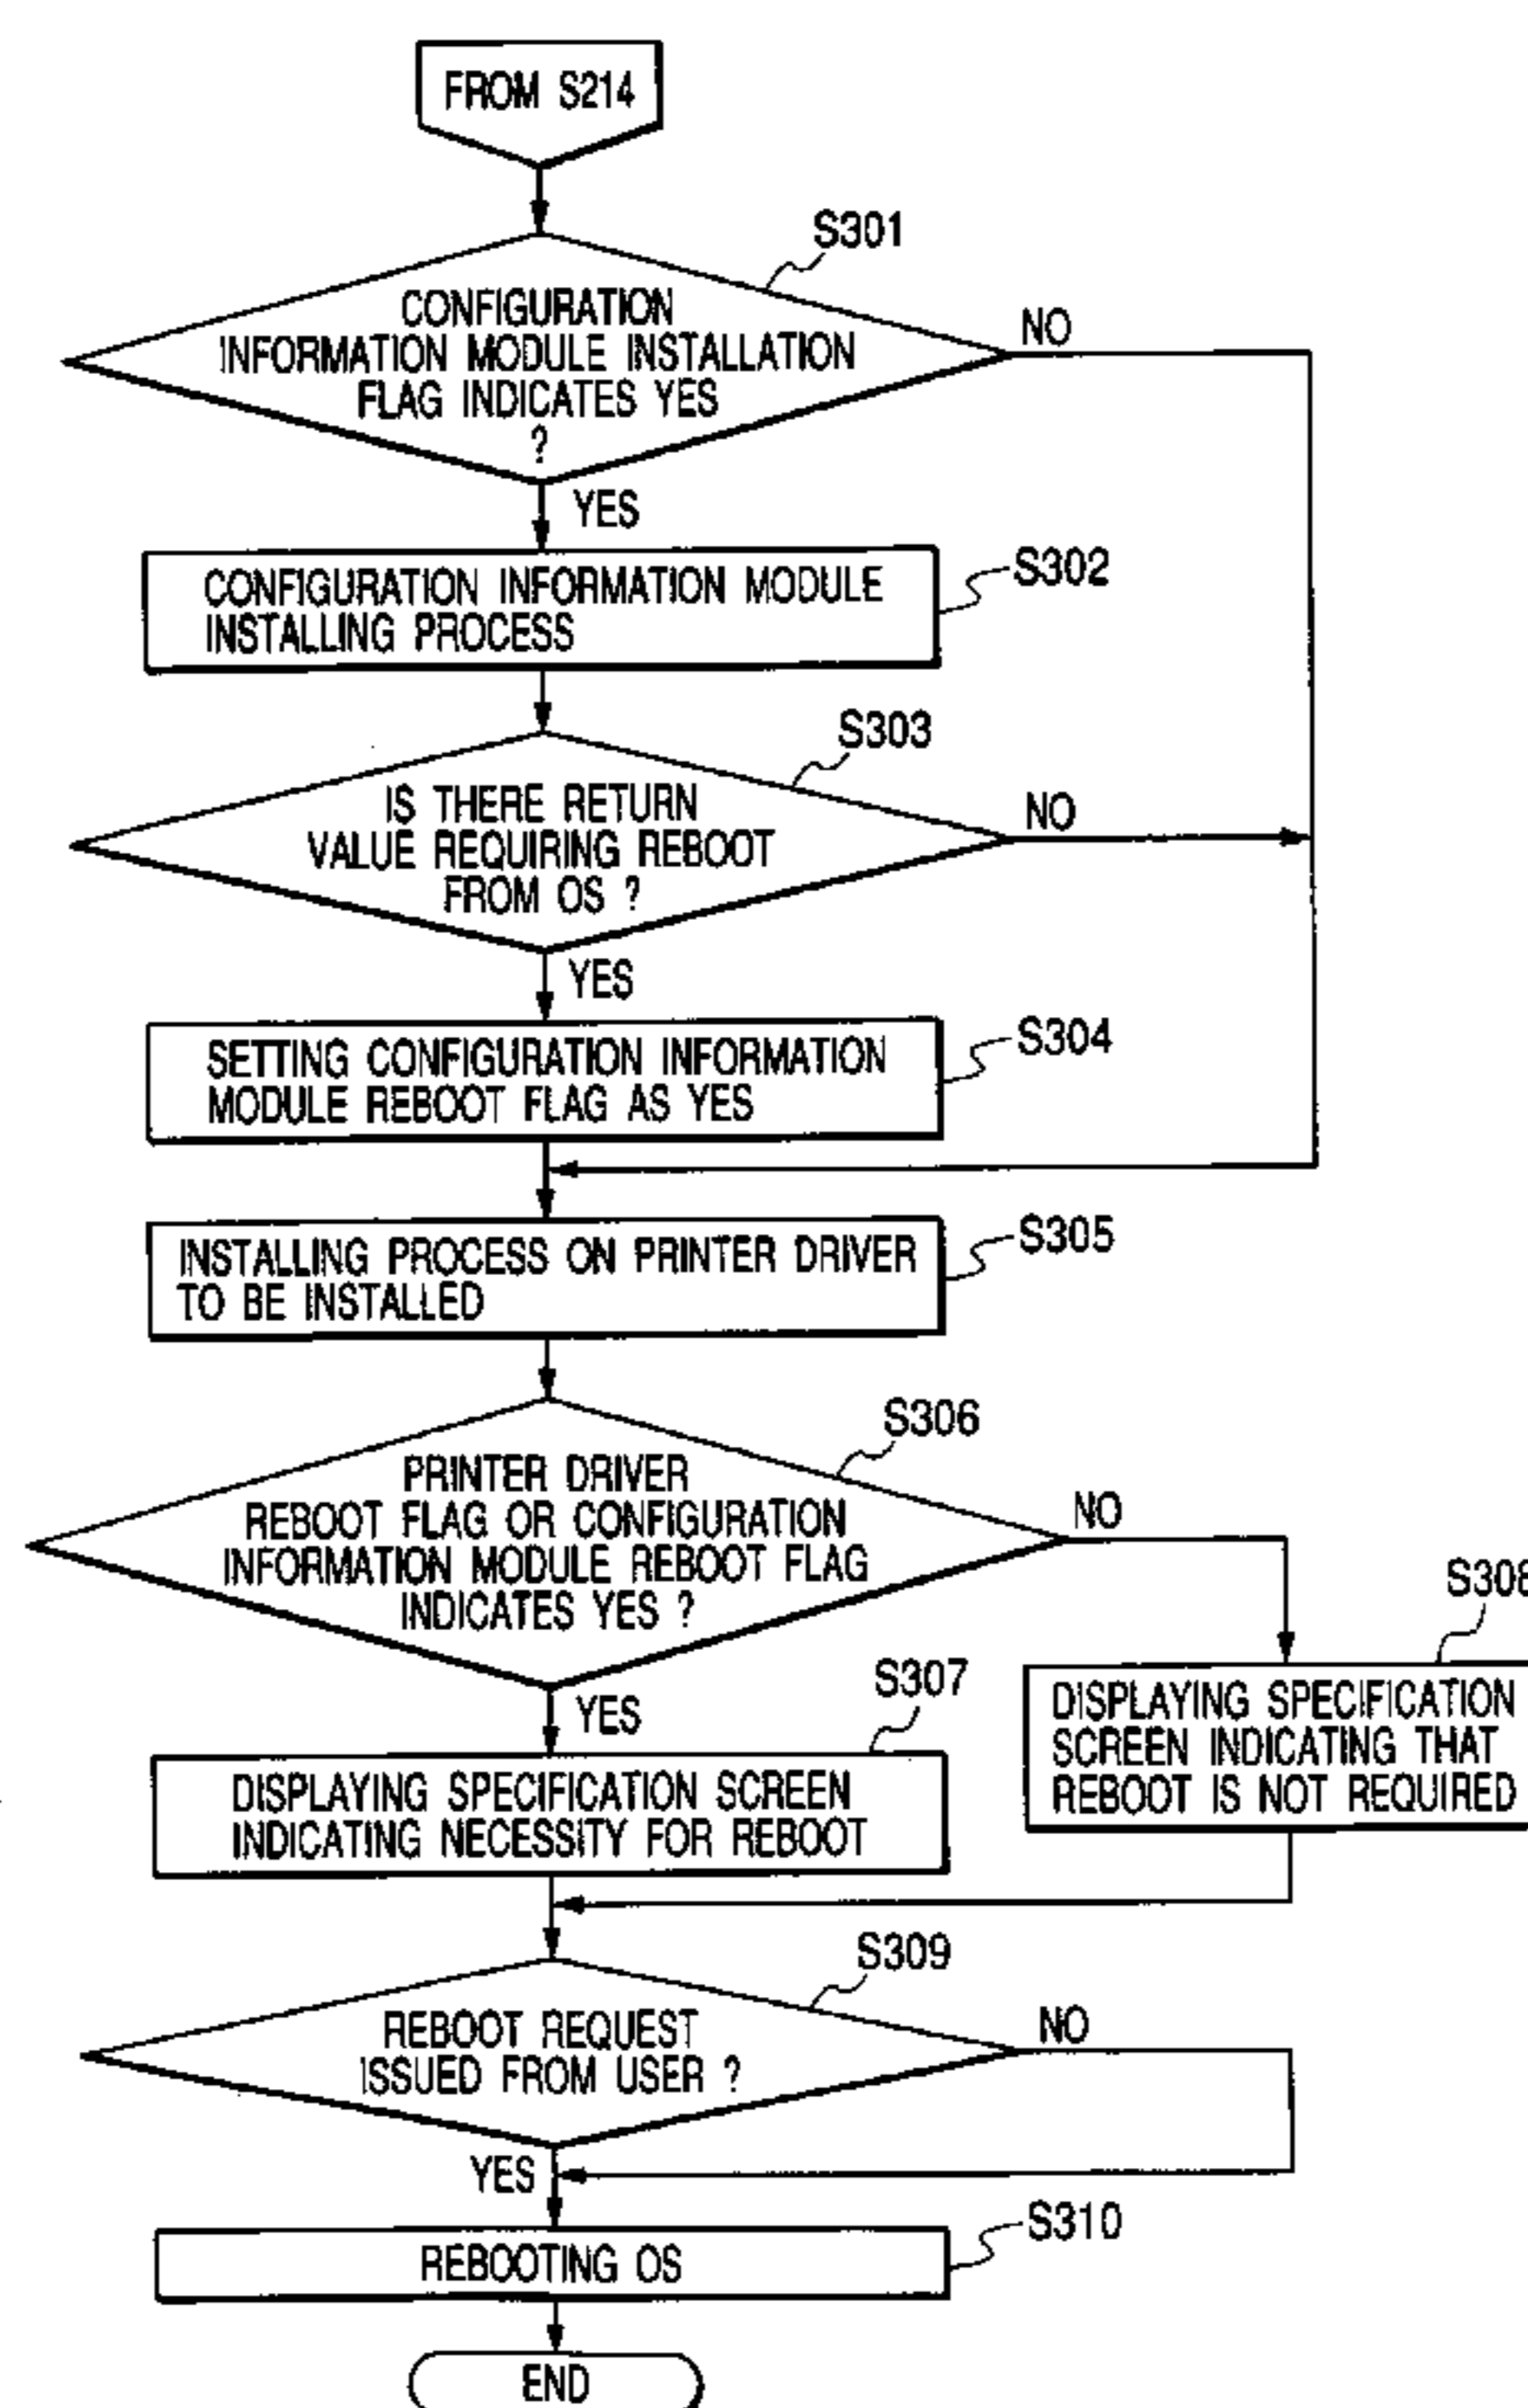 FROM S214
S301
CONFIGURATION
INFORMATION MODULE INSTALLATION
FLAG INDICATES YES
?
NO
YES
CONFIGURATION INFORMATION MODULE
INSTALLING PROCESS
S302
S303
IS THERE RETURN
VALUE REQUIRING REBOOT
FROM OS ?
NO
YES
SETTING CONFIGURATION INFORMATION
MODULE REBOOT FLAG AS YES
S304
INSTALLING PROCESS ON PRINTER DRIVER
TO BE INSTALLED
S305
S306
PRINTER DRIVER
REBOOT FLAG OR CONFIGURATION
INFORMATION MODULE REBOOT FLAG
INDICATES YES ?
NO
YES
S307
DISPLAYING SPECIFICATION SCREEN
INDICATING NECESSITY FOR REBOOT
S308
DISPLAYING SPECIFICATION
SCREEN INDICATING THAT
REBOOT IS NOT REQUIRED
S309
REBOOT REQUEST
ISSUED FROM USER ?
NO
YES
REBOOTING OS
S310
END